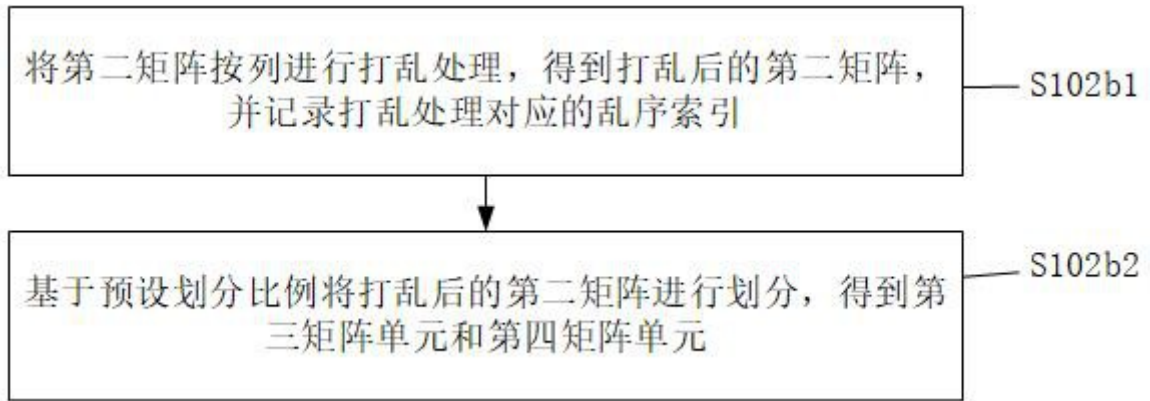 将第二矩阵按列进行打乱处理，得到打乱后的第二矩阵，
并记录打乱处理对应的乱序索引
S102b1
基于预设划分比例将打乱后的第二矩阵进行划分，得到第
三矩阵单元和第四矩阵单元
S102b2